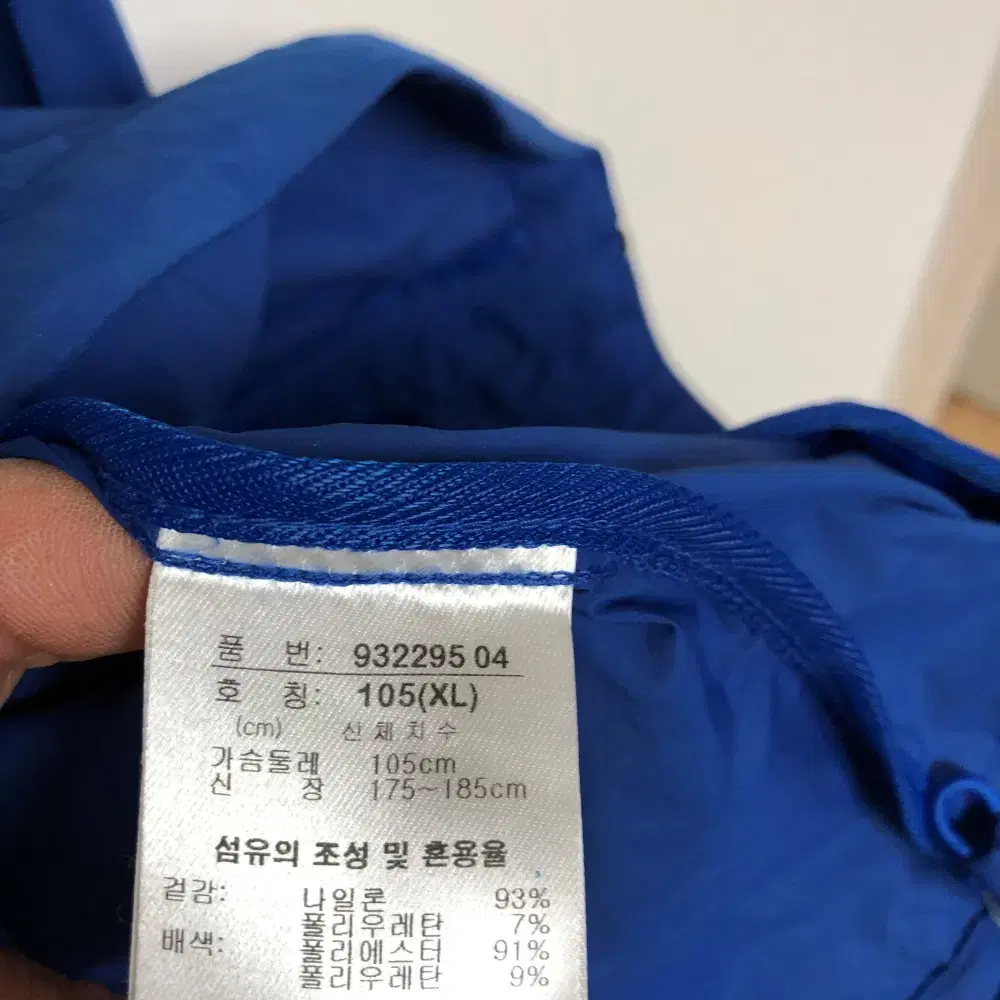 품 번: 932295 04
호 칭: 105(XL)
(cm) 신체치수
가슴둘레 105cm
신 장 175~185cm
섬유의 조성 및 혼용율
겉감: 나일론 93%
폴리우레탄 7%
배색: 폴리에스터 91%
폴리우레탄 9%